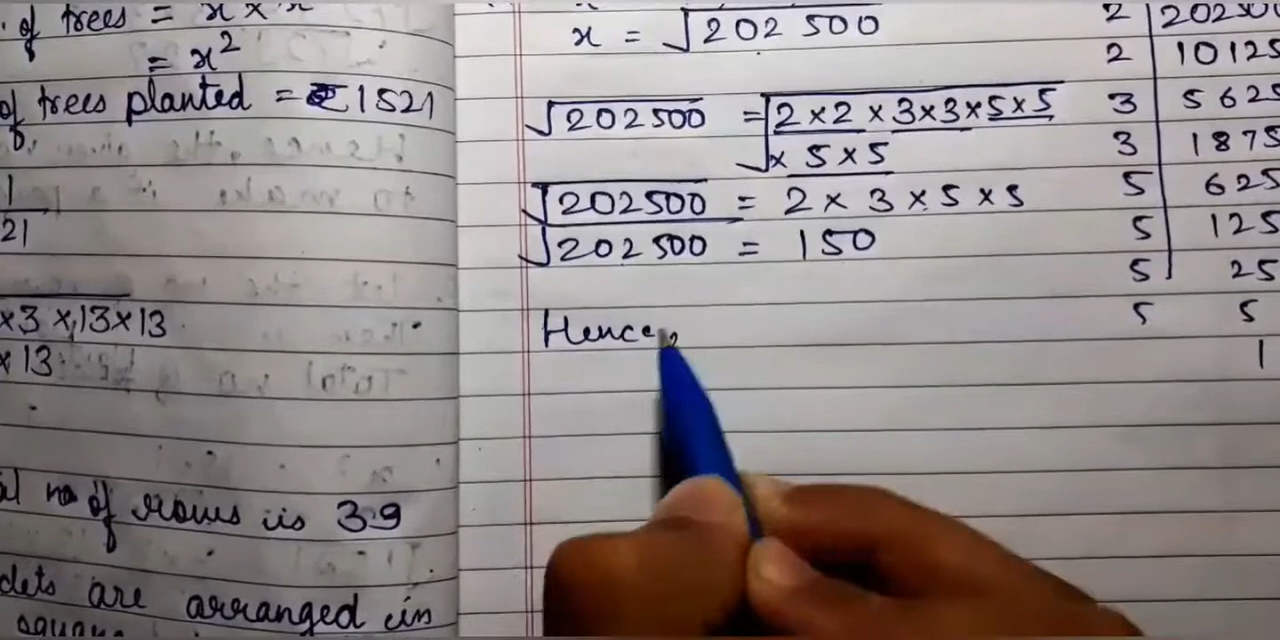 . of trees = x × x
= x²
of trees planted = 1521
1
21
×3 ×13×13
× 13
no of rows is 39
dets are arranged in
x = √202 500
√202500 = √2×2×3×3×5×5
× 5×5
√202500 = 2 × 3 × 5 × 5
√202500 = 150
Hence,
2
2 10125
3 5625
3 1875
5 625
5 125
5 25
5 5
1